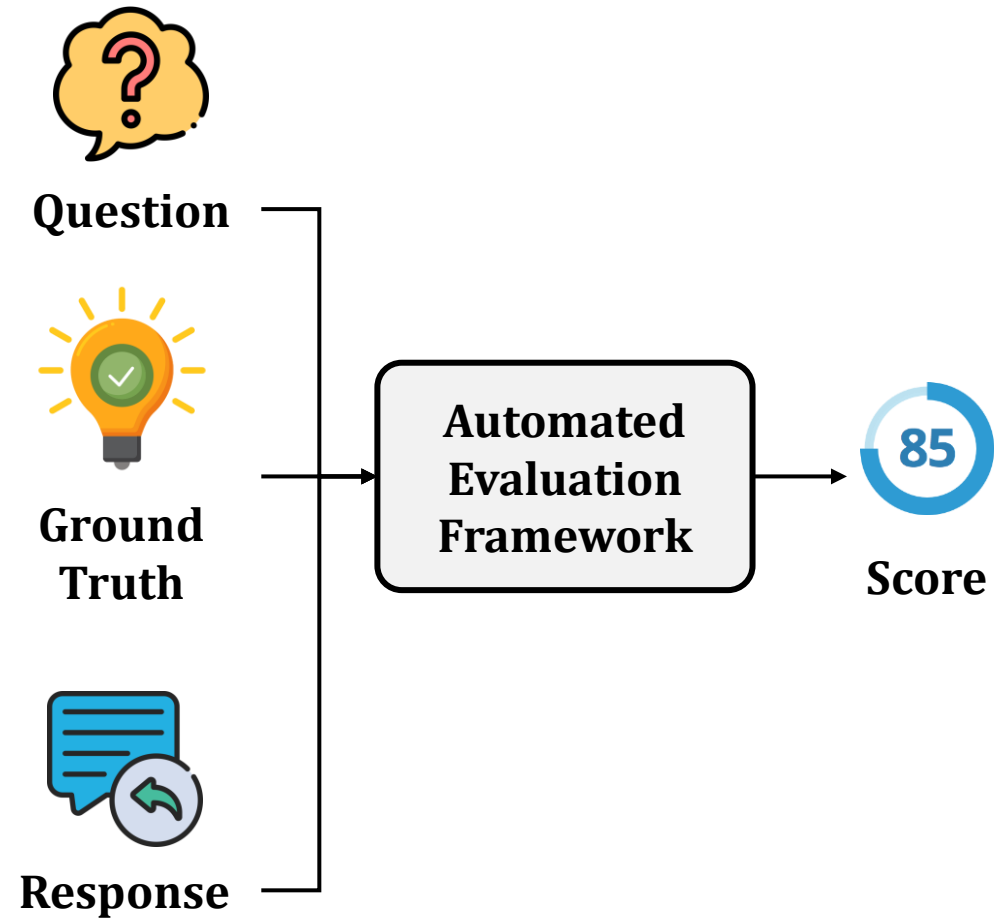 ?
Question
Ground
Truth
Automated
Evaluation
Framework
85
Score
Response